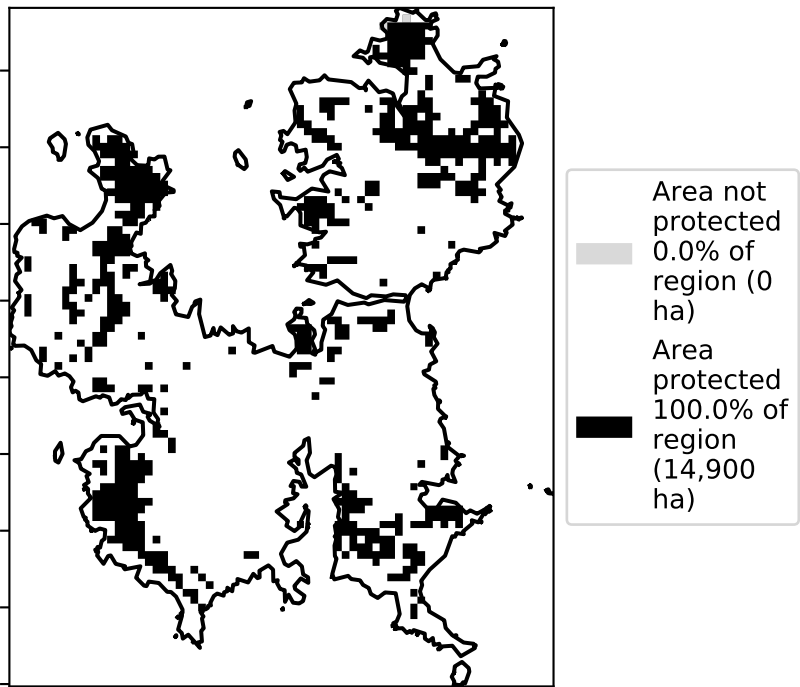 Area not
protected
0.0% of
region (0
ha)
Area
protected
100.0% of
region
(14,900
ha)